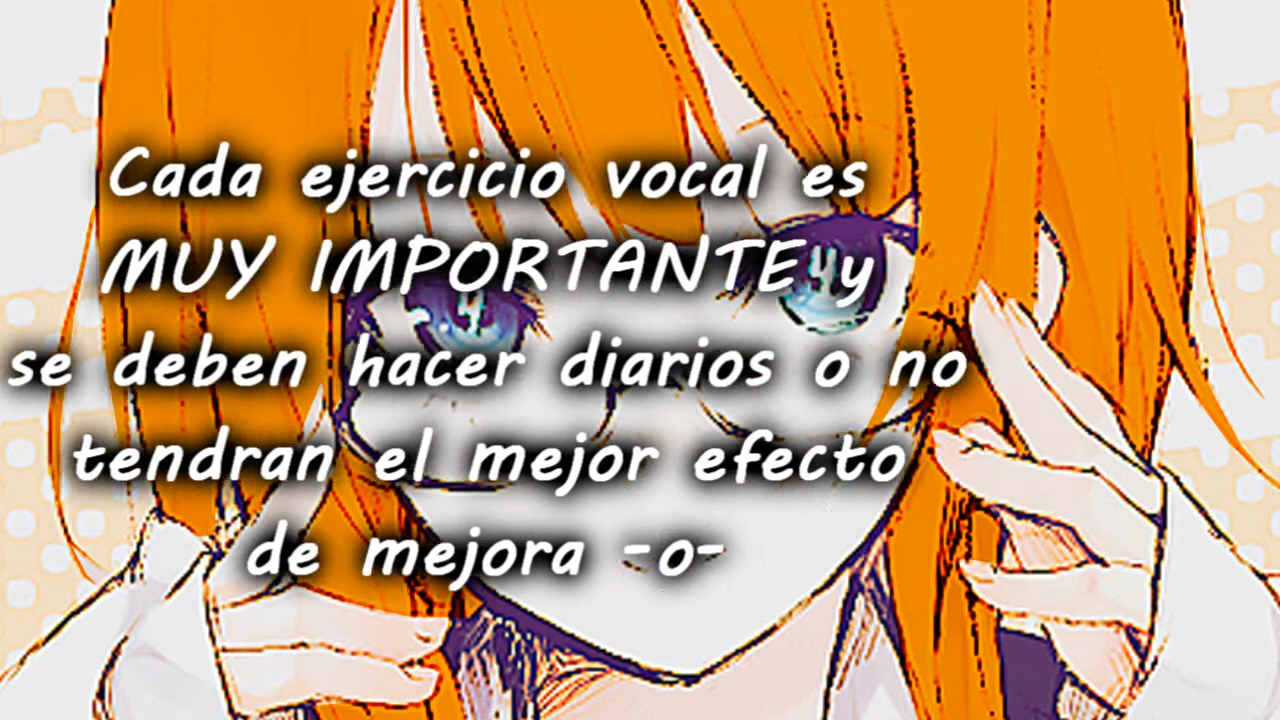 Cada ejercicio vocal es
MUY IMPORTANTE y
se deben hacer diarios o no
tendran el mejor efecto
de mejora -o-